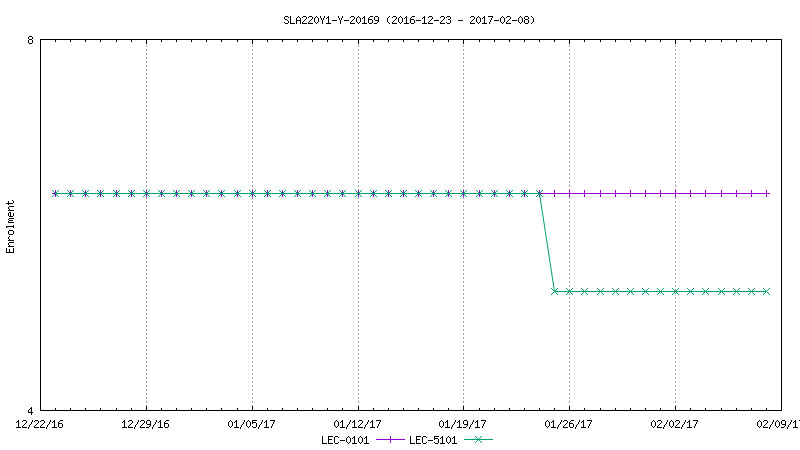 SLA220Y1-Y-20169 (2016-12-23 - 2017-02-08)
8
Enrolment
4
12/22/16 12/29/16 01/05/17 01/12/17 01/19/17 01/26/17 02/02/17 02/09/1
LEC-0101 LEC-5101